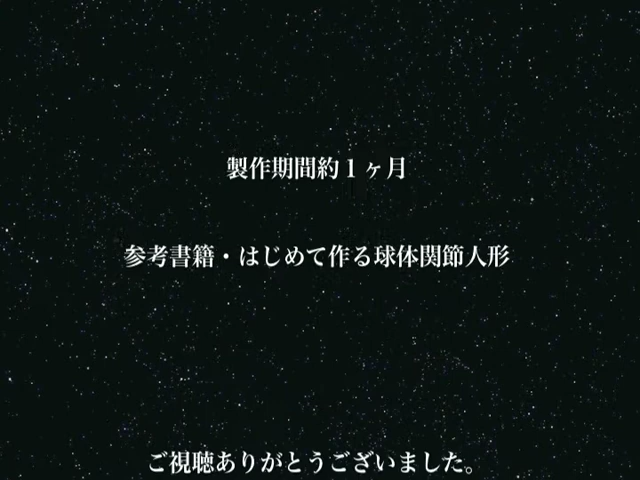 製作期間約１ヶ月
参考書籍・はじめて作る球体関節人形
ご視聴ありがとうございました。